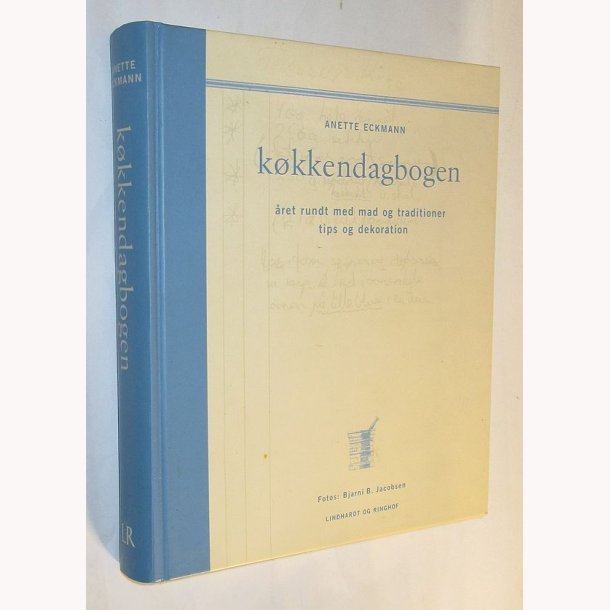 ANETTE ECKMANN
køkkendagbogen
LR
ANETTE ECKMANN
køkkendagbogen
året rundt med mad og traditioner
tips og dekoration
Fotos: Bjarni B. Jacobsen
LINDHARDT OG RINGHOF